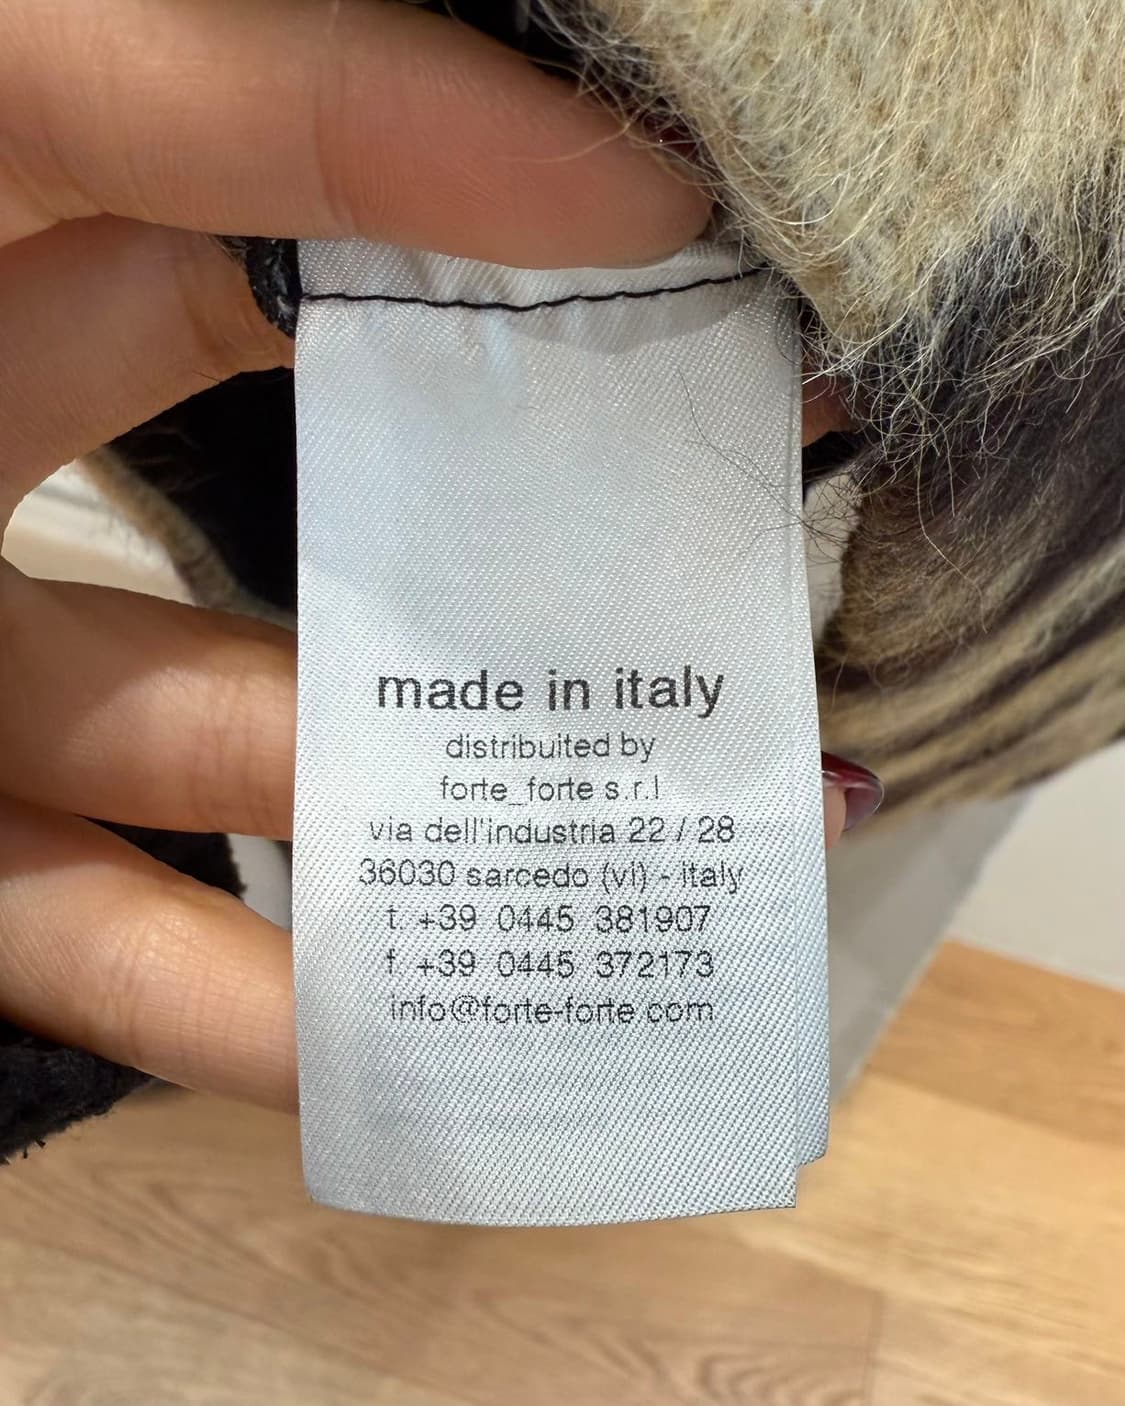 made in italy
distribuited by
forte_forte s.r.l
via dell'industria 22 / 28
36030 sarcedo (vi) - italy
t. +39 0445 381907
f. +39 0445 372173
info@forte-forte.com